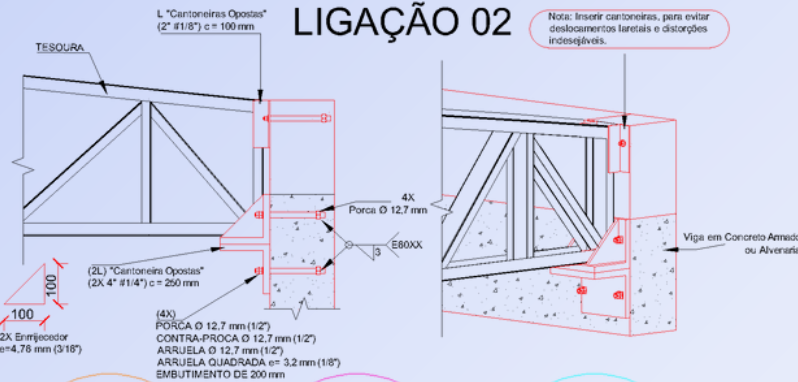 LIGAÇÃO 02
L "Cantoneiras Opostas"
(2" #1/8") c = 100 mm
TESOURA
Nota: Inserir cantoneiras, para evitar
deslocamentos laretais e distorções
indesejáveis.
4X
Porca Ø 12,7 mm
E60XX
3
(2L) "Cantoneira Opostas"
(2X 4" #1/4") c = 250 mm
100
100
2X Enrrijecedor
e=4,76 mm (3/16")
(4X)
PORCA Ø 12,7 mm (1/2")
CONTRA-PROCA Ø 12,7 mm (1/2")
ARRUELA Ø 12,7 mm (1/2")
ARRUELA QUADRADA e= 3,2 mm (1/8")
EMBUTIMENTO DE 200 mm
Viga em Concreto Armado
ou Alvenaria